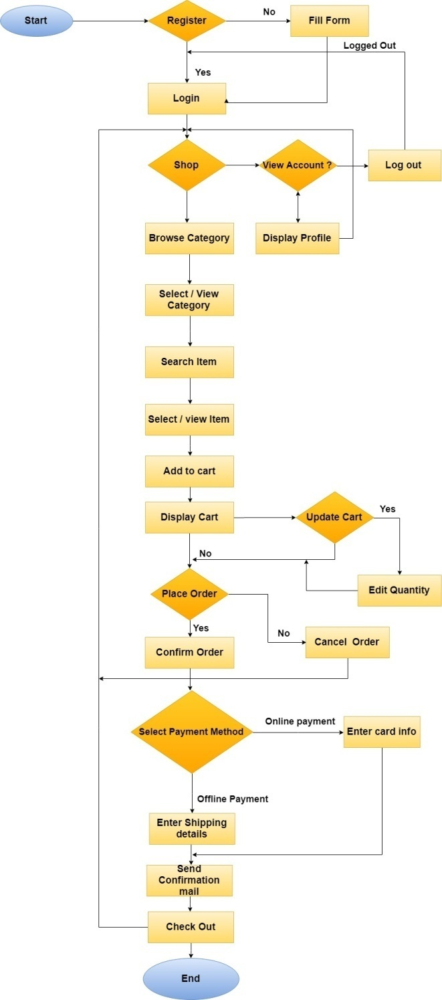 Start
Register
No
Fill Form
Logged Out
Yes
Login
Shop
View Account ?
Log out
Browse Category
Display Profile
Select / View
Category
Search Item
Select / view Item
Add to cart
Display Cart
Update Cart
Yes
No
Place Order
Edit Quantity
Yes
No
Cancel Order
Confirm Order
Select Payment Method
Online payment
Enter card info
Offline Payment
Enter Shipping
details
Send
Confirmation
mail
Check Out
End